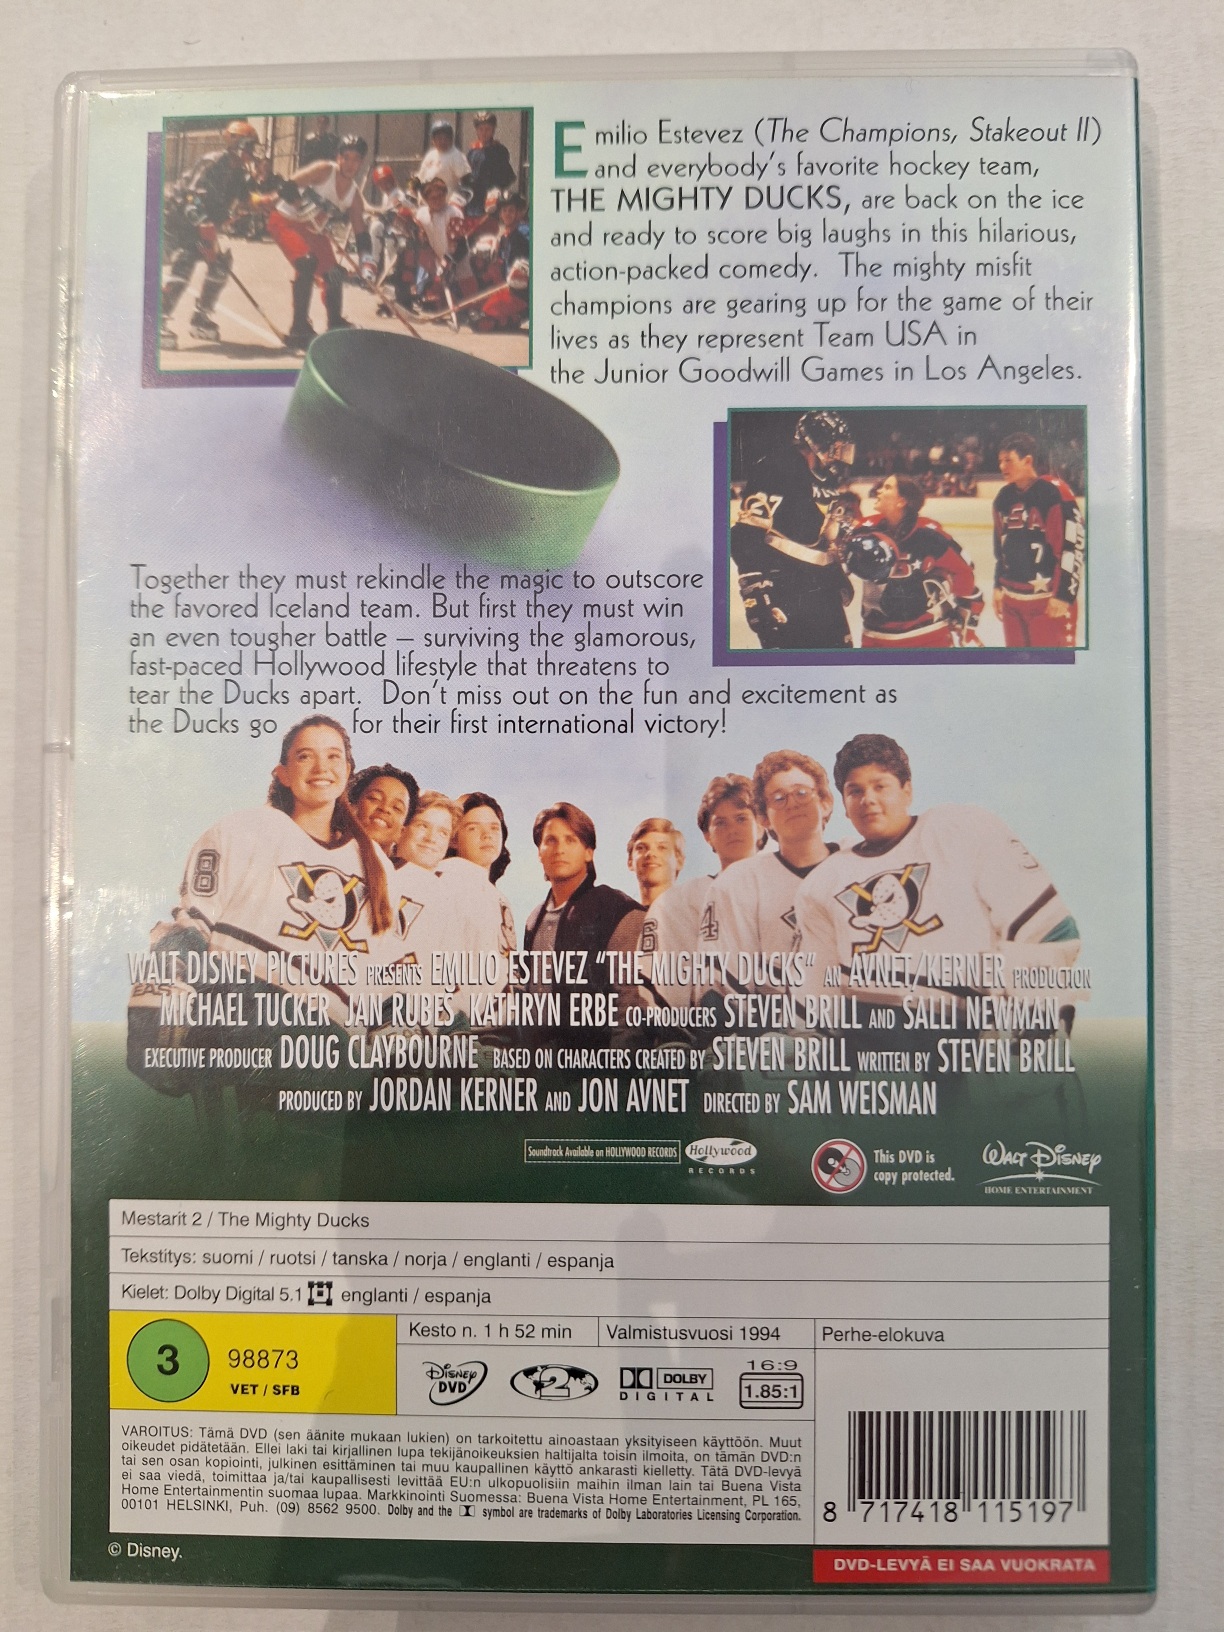 Emilio Estevez (The Champions, Stakeout II)
and everybody's favorite hockey team,
THE MIGHTY DUCKS, are back on the ice
and ready to score big laughs in this hilarious,
action-packed comedy. The mighty misfit
champions are gearing up for the game of their
lives as they represent Team USA in
the Junior Goodwill Games in Los Angeles.
27
USA
7
Together they must rekindle the magic to outscore
the favored Iceland team. But first they must win
an even tougher battle – surviving the glamorous,
fast-paced Hollywood lifestyle that threatens to
tear the Ducks apart. Don't miss out on the fun and excitement as
the Ducks go for their first international victory!
8
6
4
3
WALT DISNEY PICTURES PRESENTS EMILIO ESTEVEZ "THE MIGHTY DUCKS" AN AVNET/KERNER PRODUCTION
MICHAEL TUCKER JAN RUBES KATHRYN ERBE CO-PRODUCERS STEVEN BRILL AND SALLI NEWMAN
EXECUTIVE PRODUCER DOUG CLAYBOURNE BASED ON CHARACTERS CREATED BY STEVEN BRILL WRITTEN BY STEVEN BRILL
PRODUCED BY JORDAN KERNER AND JON AVNET DIRECTED BY SAM WEISMAN
Soundtrack Available on HOLLYWOOD RECORDS
Hollywood
RECORDS
This DVD is
copy protected.
WALT DISNEY
HOME ENTERTAINMENT
Mestarit 2 / The Mighty Ducks
Tekstitys: suomi / ruotsi / tanska / norja / englanti / espanja
Kielet: Dolby Digital 5.1 englanti / espanja
3
98873
VET / SFB
Kesto n. 1 h 52 min
Valmistusvuosi 1994
Perhe-elokuva
DISNEY
DVD
2
DOLBY
DIGITAL
16:9
1.85:1
VAROITUS: Tämä DVD (sen äänite mukaan lukien) on tarkoitettu ainoastaan yksityiseen käyttöön. Muut
oikeudet pidätetään. Ellei laki tai kirjallinen lupa tekijänoikeuksien haltijalta toisin ilmoita, on tämän DVD:n
tai sen osan kopiointi, julkinen esittäminen tai muu kaupallinen käyttö ankarasti kielletty. Tätä DVD-levyä
ei saa viedä, toimittaa ja/tai kaupallisesti levittää EU:n ulkopuolisiin maihin ilman lain tai Buena Vista
Home Entertainmentin suomaa lupaa. Markkinointi Suomessa: Buena Vista Home Entertainment, PL 165,
00101 HELSINKI, Puh. (09) 8562 9500. Dolby and the symbol are trademarks of Dolby Laboratories Licensing Corporation.
8 717418 115197
© Disney.
DVD-LEVYÄ EI SAA VUOKRATA